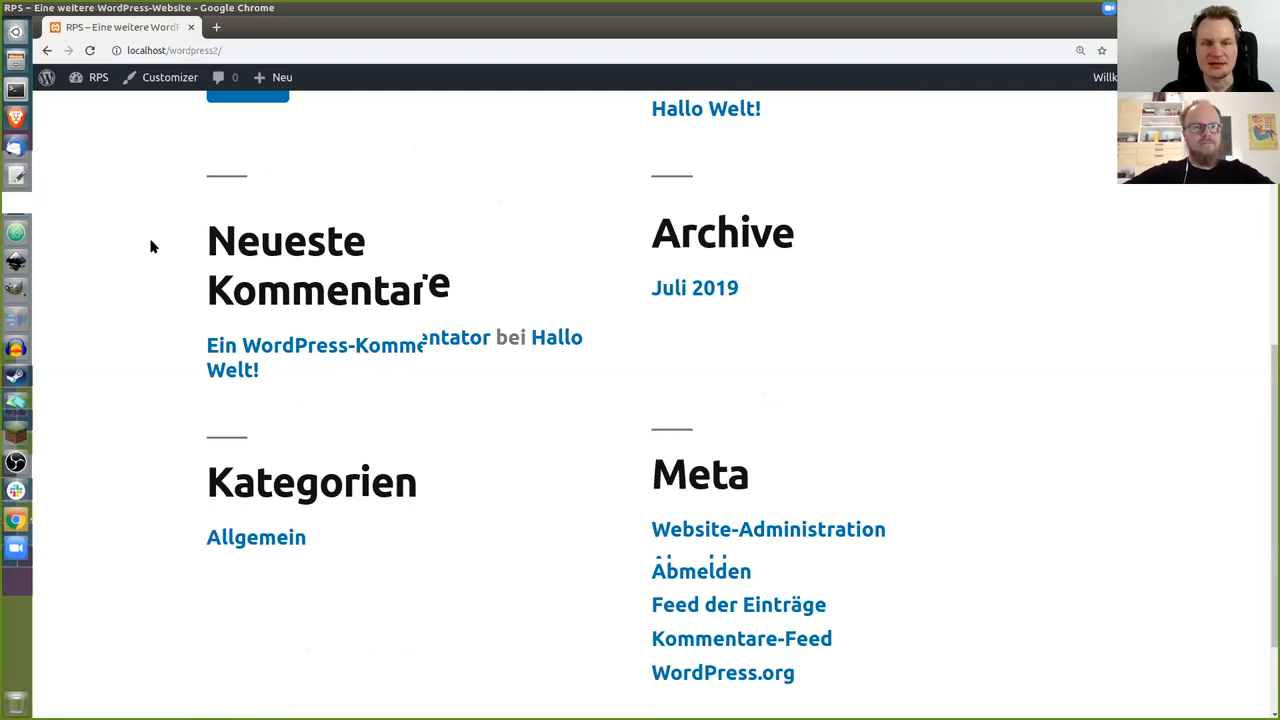 RPS – Eine weitere WordPress-Website - Google Chrome
RPS – Eine weitere WordP
localhost/wordpress2/
RPS
Customizer
0
Neu
Willk
Hallo Welt!
Neueste
Kommentare
Ein WordPress-Kommentator bei Hallo
Welt!
Archive
Juli 2019
Kategorien
Allgemein
Meta
Website-Administration
Abmelden
Feed der Einträge
Kommentare-Feed
WordPress.org